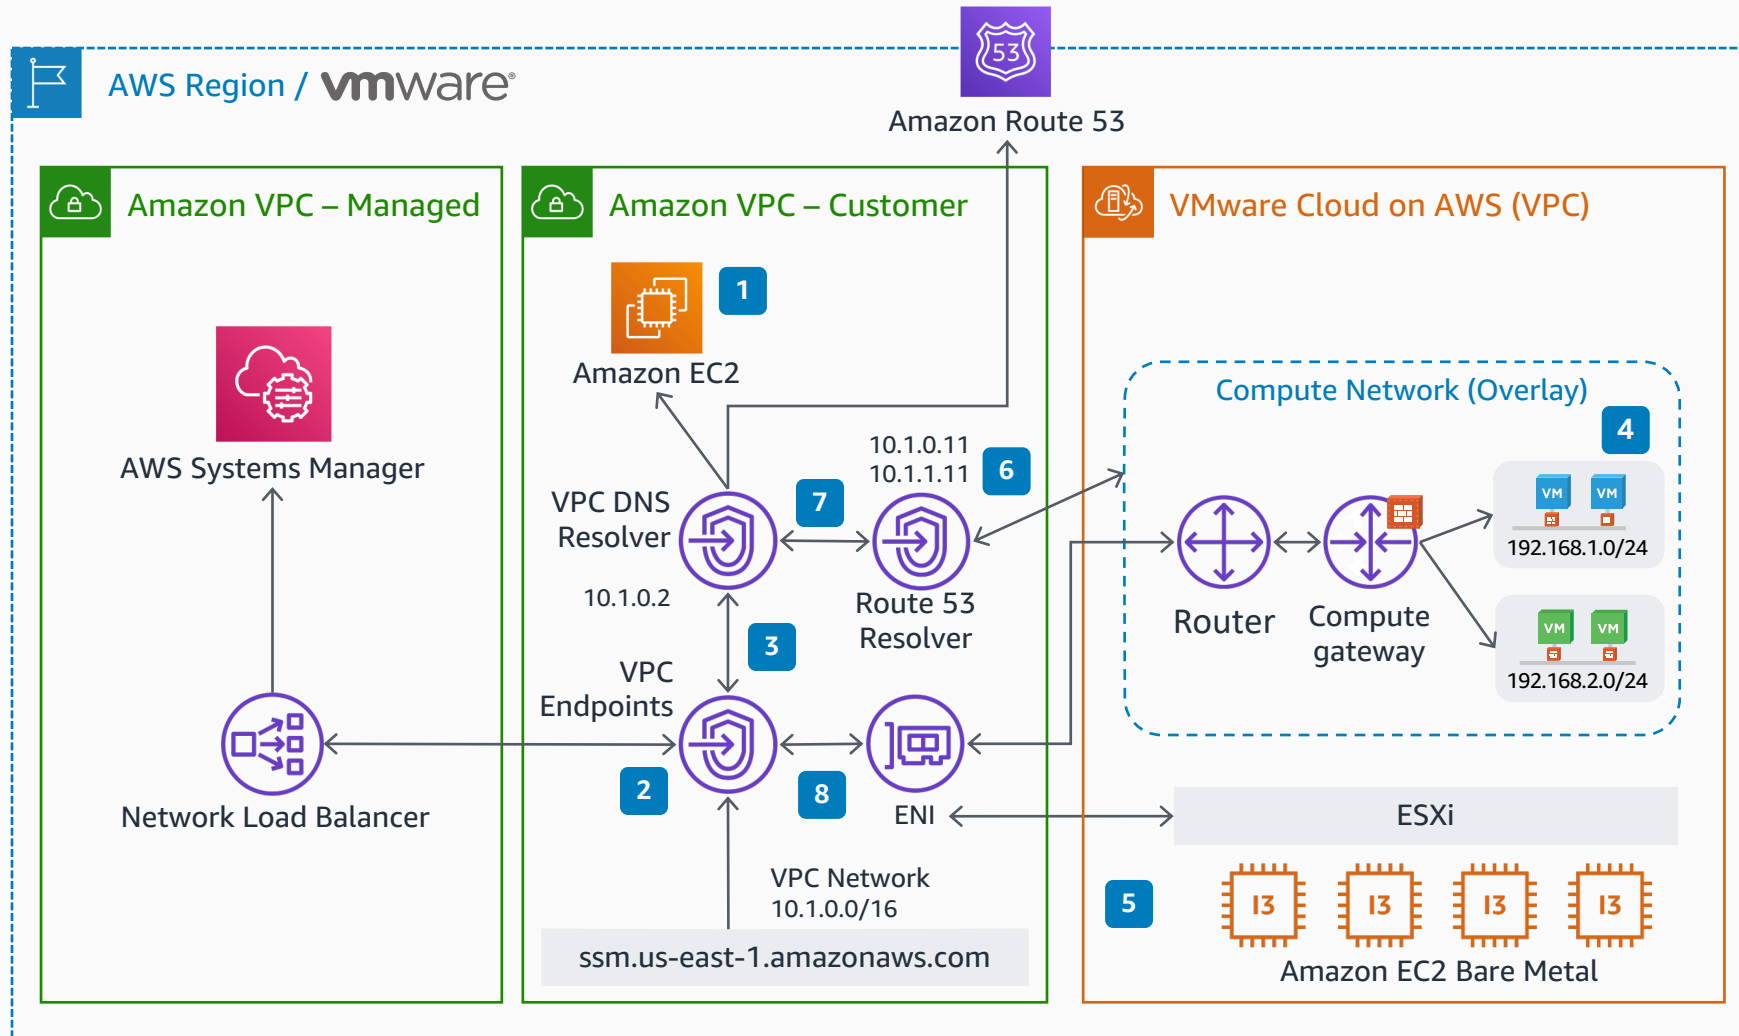 53
AWS Region / vmware®
Amazon Route 53
Amazon VPC – Managed
Amazon VPC – Customer
VMware Cloud on AWS (VPC)
1
Amazon EC2
Compute Network (Overlay)
4
10.1.0.11
10.1.1.11
6
AWS Systems Manager
VPC DNS
Resolver
7
VM
VM
192.168.1.0/24
10.1.0.2
Route 53
Resolver
Router
Compute
gateway
VM
VM
192.168.2.0/24
3
VPC
Endpoints
2
8
Network Load Balancer
ENI
ESXi
VPC Network
10.1.0.0/16
5
I3
I3
I3
I3
ssm.us-east-1.amazonaws.com
Amazon EC2 Bare Metal